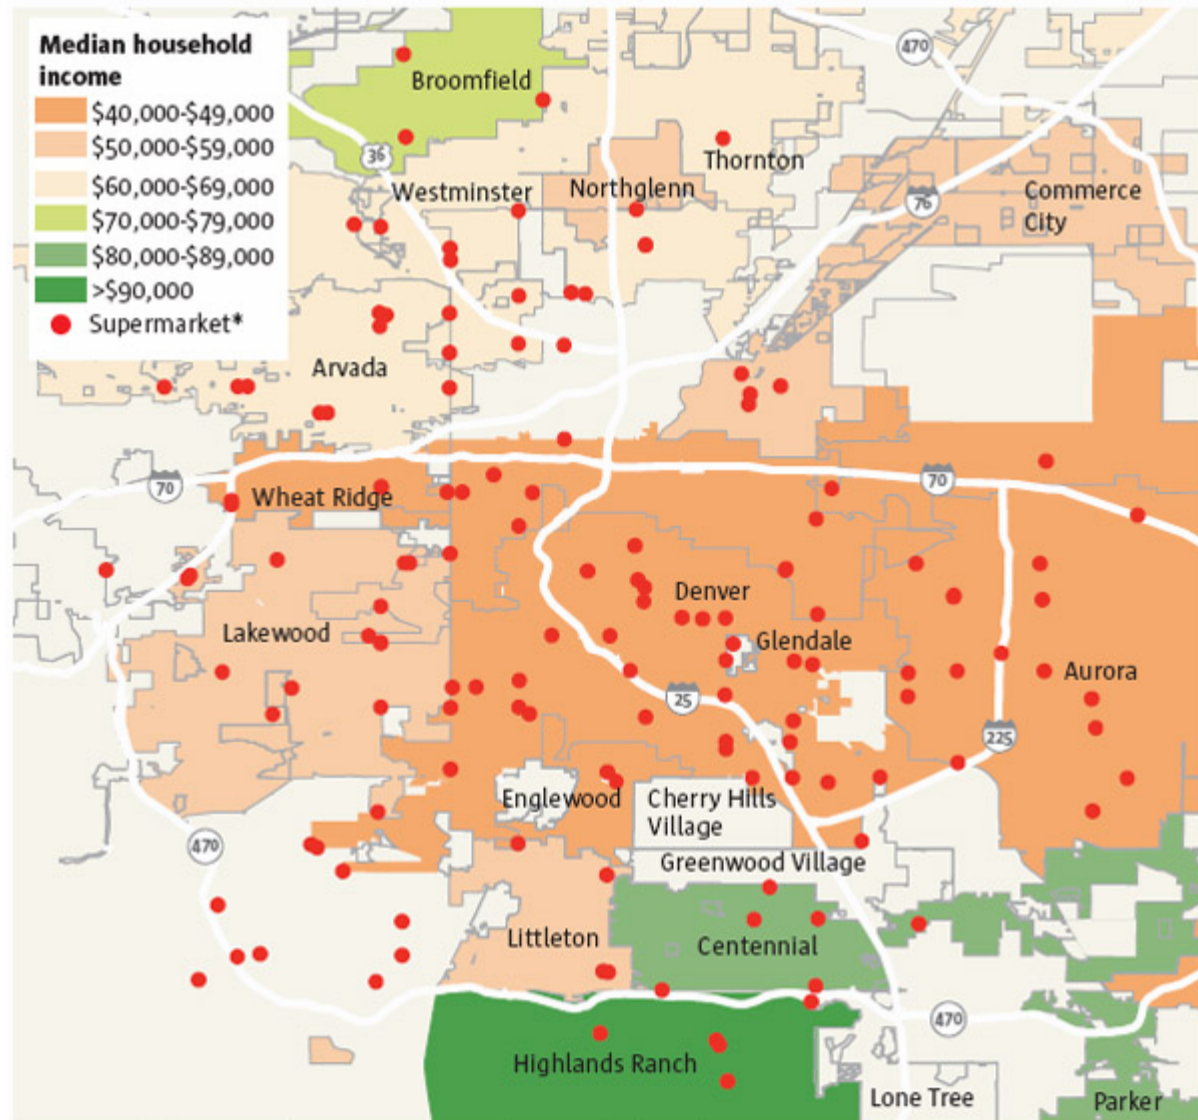 Median household
income
$40,000-$49,000
$50,000-$59,000
$60,000-$69,000
$70,000-$79,000
$80,000-$89,000
>$90,000
Supermarket*
470
Broomfield
36
Thornton
Westminster
Northglenn
Commerce
City
76
Arvada
70
Wheat Ridge
70
Denver
Lakewood
Glendale
Aurora
25
225
Englewood
Cherry Hills
Village
470
Greenwood Village
Littleton
Centennial
470
Highlands Ranch
Lone Tree
Parker